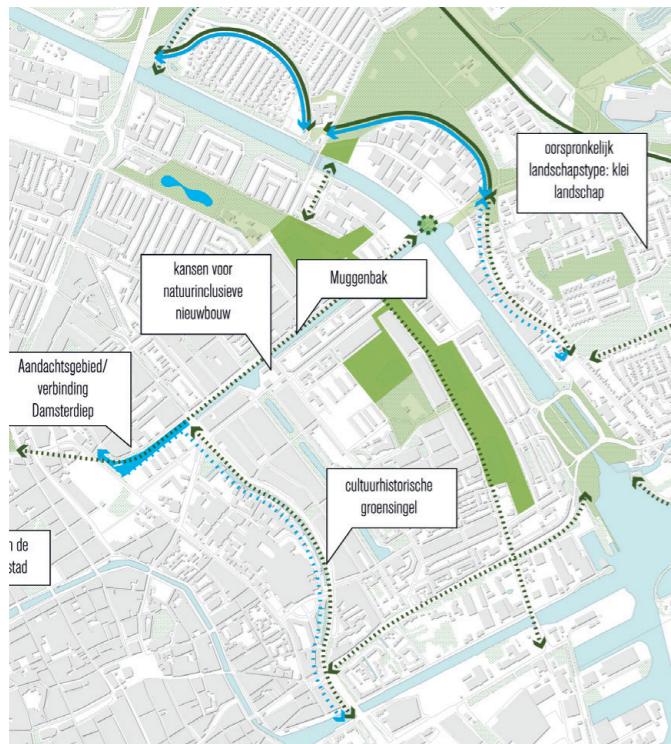 oorspronkelijk
landschapstype: klei
landschap
kansen voor
natuurinclusieve
nieuwbouw
Muggenbak
Aandachtsgebied/
verbinding
Damsterdiep
cultuurhistorische
groensingel
de
stad